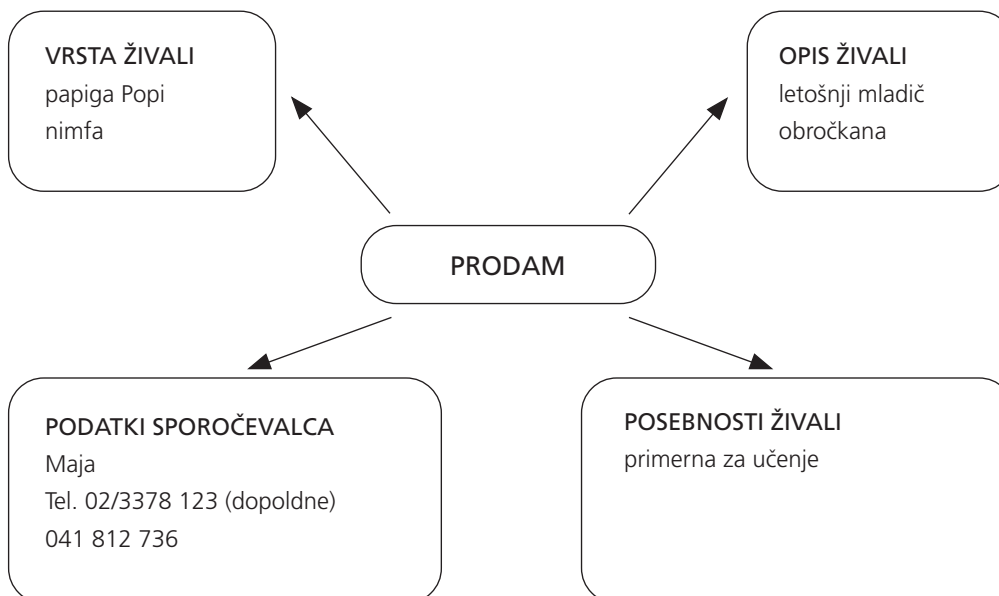 VRSTA ŽIVALI
papiga Popi
nimfa
OPIS ŽIVALI
letošnji mladič
obročkana
PRODAM
PODATKI SPOROČEVALCA
Maja
Tel. 02/3378 123 (dopoldne)
041 812 736
POSEBNOSTI ŽIVALI
primerna za učenje